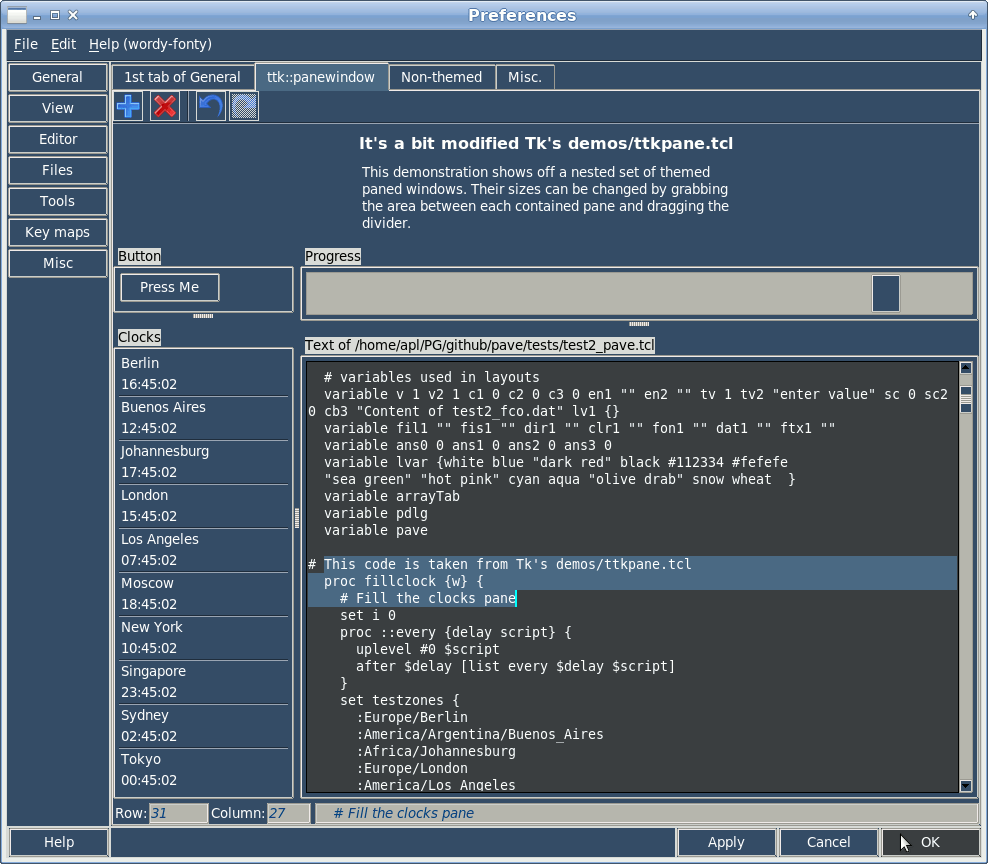 Preferences
File Edit Help (wordy-fonty)
General
View
Editor
Files
Tools
Key maps
Misc
1st tab of General ttk::panewindow Non-themed Misc.
It's a bit modified Tk's demos/ttkpane.tcl
This demonstration shows off a nested set of themed
paned windows. Their sizes can be changed by grabbing
the area between each contained pane and dragging the
divider.
Button
Press Me
Progress
Clocks
Berlin
16:45:02
Buenos Aires
12:45:02
Johannesburg
17:45:02
London
15:45:02
Los Angeles
07:45:02
Moscow
18:45:02
New York
10:45:02
Singapore
23:45:02
Sydney
02:45:02
Tokyo
00:45:02
Text of /home/apl/PG/github/pave/tests/test2_pave.tcl
# variables used in layouts
variable v 1 v2 1 c1 0 c2 0 c3 0 en1 "" en2 "" tv 1 tv2 "enter value" sc 0 sc2
0 cb3 "Content of test2_fco.dat" lv1 {}
variable fil1 "" fis1 "" dir1 "" clr1 "" fon1 "" dat1 "" ftx1 ""
variable ans0 0 ans1 0 ans2 0 ans3 0
variable lvar {white blue "dark red" black #112334 #fefefe
"sea green" "hot pink" cyan aqua "olive drab" snow wheat  }
variable arrayTab
variable pdlg
variable pave
# This code is taken from Tk's demos/ttkpane.tcl
proc fillclock {w} {
# Fill the clocks pane
set i 0
proc ::every {delay script} {
uplevel #0 $script
after $delay [list every $delay $script]
}
set testzones {
:Europe/Berlin
:America/Argentina/Buenos_Aires
:Africa/Johannesburg
:Europe/London
:America/Los_Angeles
Row: 31 Column: 27 # Fill the clocks pane
Help Apply Cancel OK